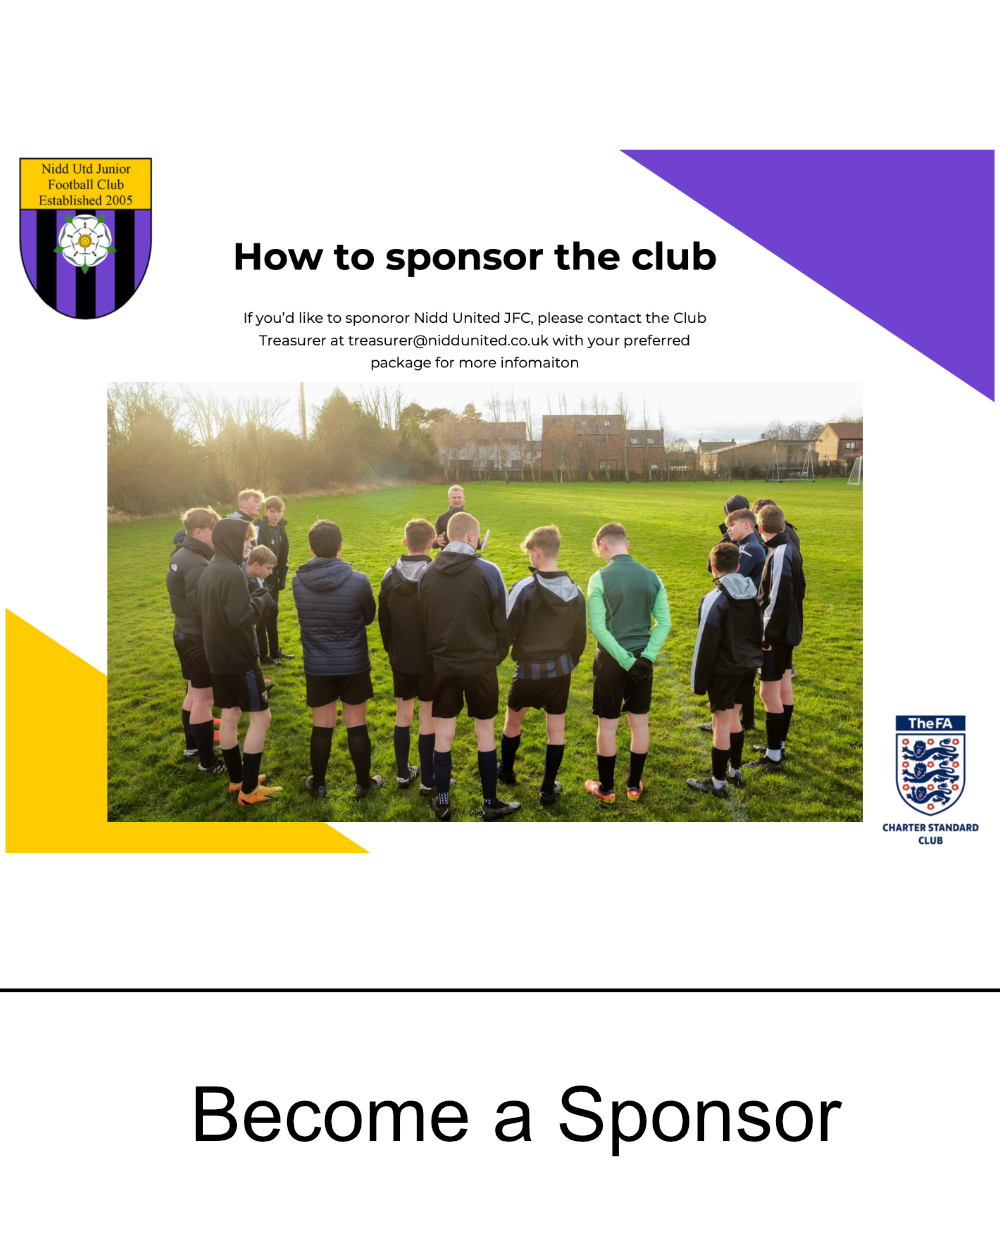 Nidd Utd Junior
Football Club
Established 2005
How to sponsor the club
If you'd like to sponoror Nidd United JFC, please contact the Club
Treasurer at treasurer@niddunited.co.uk with your preferred
package for more infomaiton
TheFA
CHARTER STANDARD
CLUB
Become a Sponsor